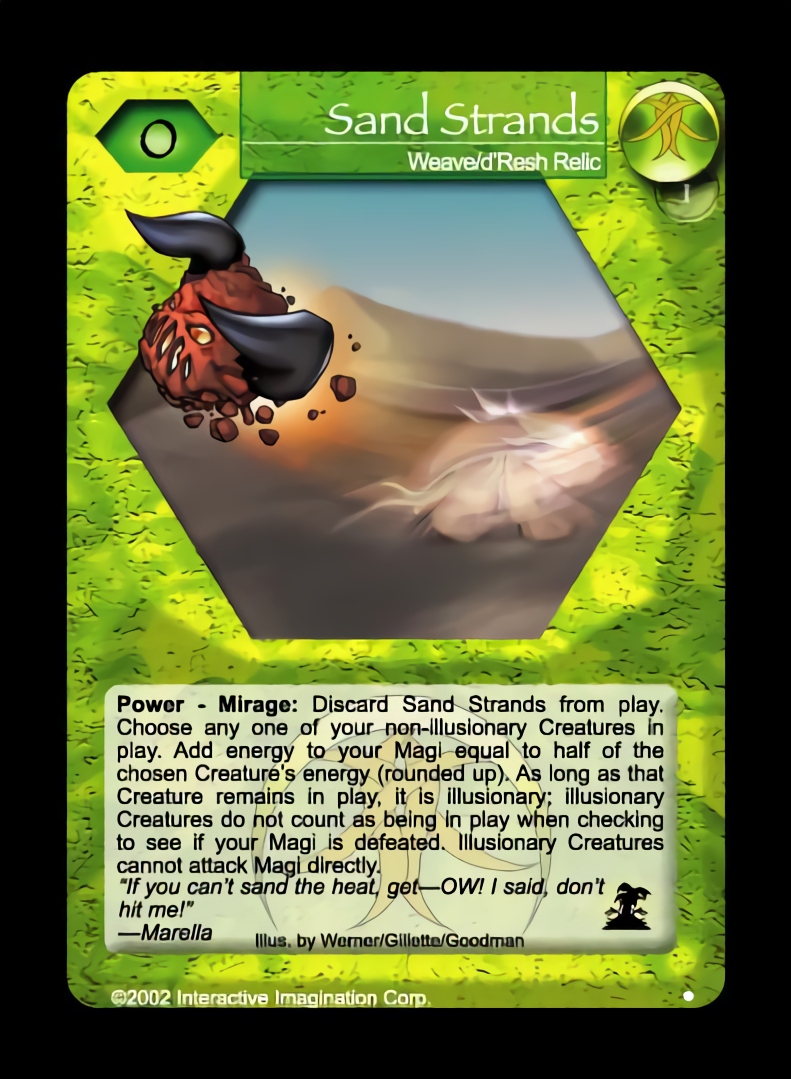 0
Sand Strands
Weave/d'Resh Relic
1
Power - Mirage: Discard Sand Strands from play.
Choose any one of your non-illusionary Creatures in
play. Add energy to your Magi equal to half of the
chosen Creature's energy (rounded up). As long as that
Creature remains in play, it is illusionary; illusionary
Creatures do not count as being in play when checking
to see if your Magi is defeated. Illusionary Creatures
cannot attack Magi directly.
"If you can't sand the heat, get—OW! I said, don't
hit me!"
—Marella
Illus. by Werner/Gillette/Goodman
©2002 Interactive Imagination Corp.